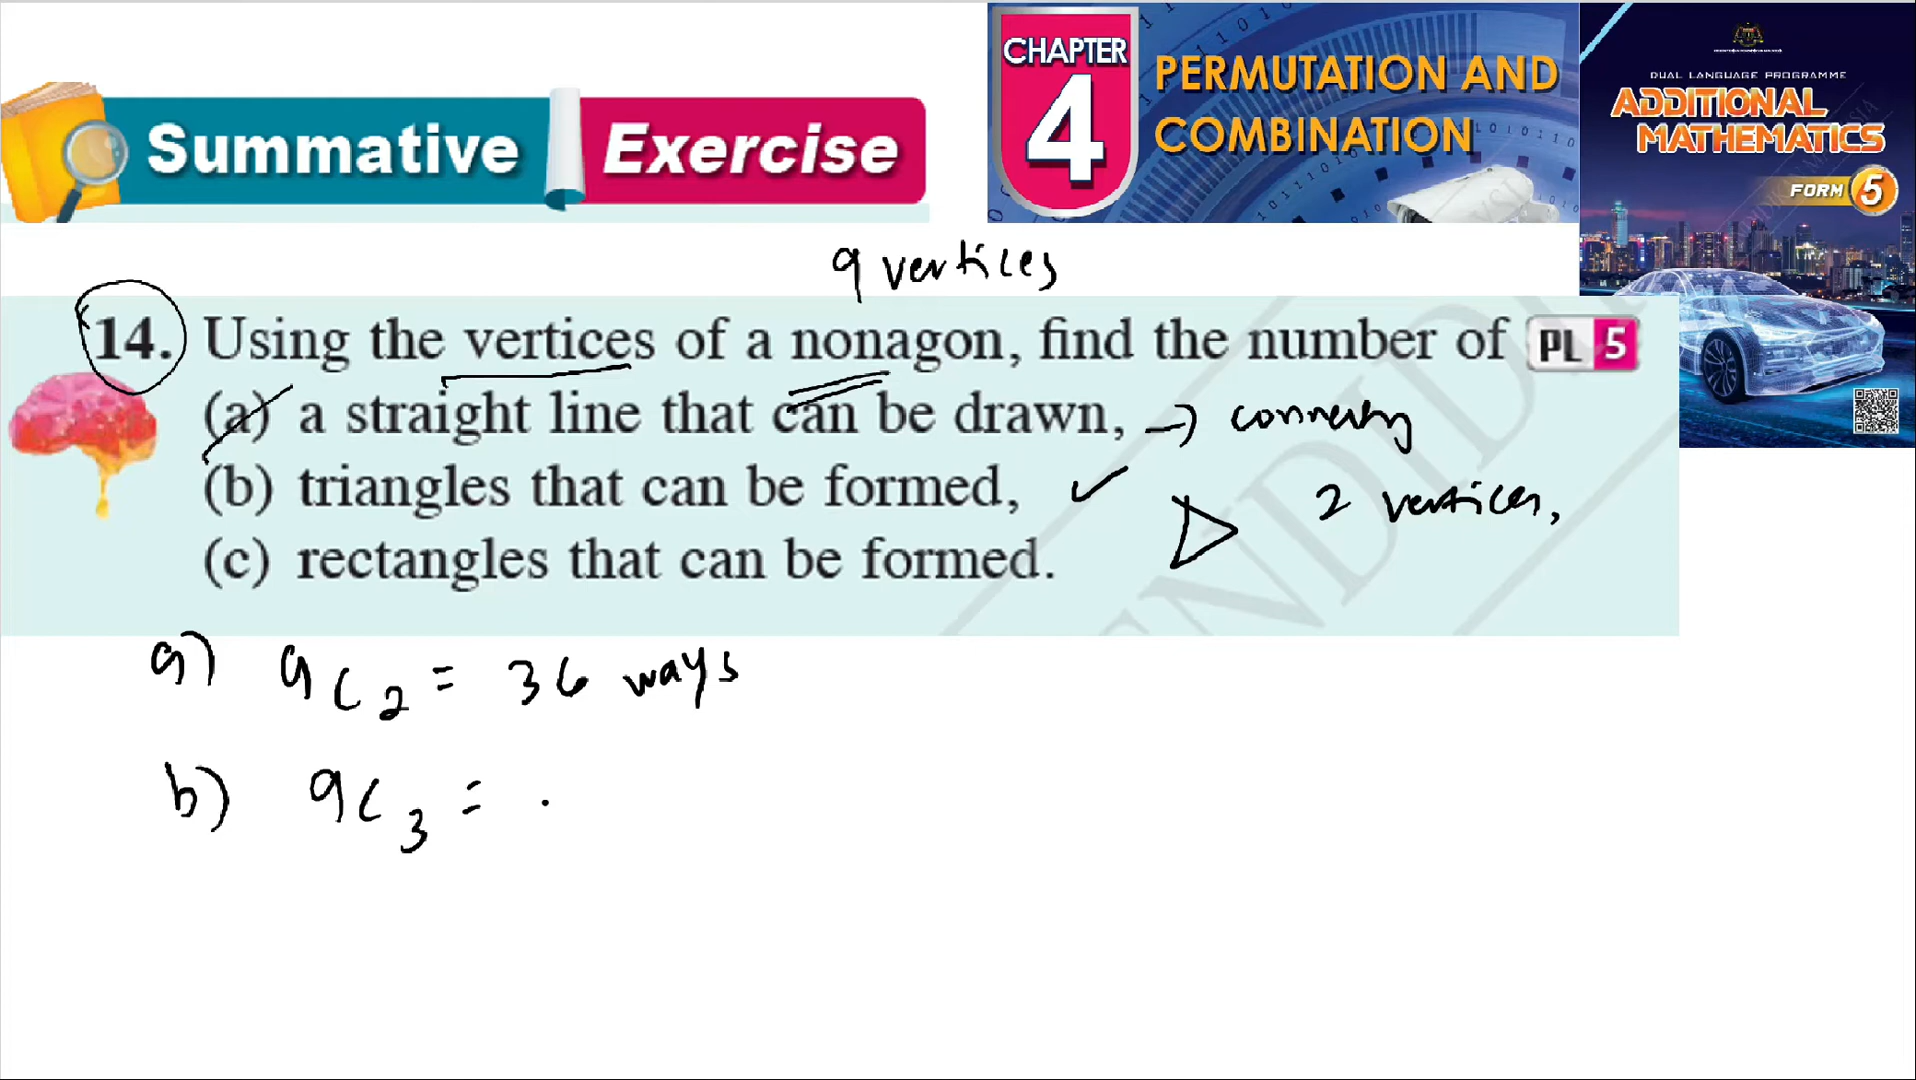 CHAPTER
4
PERMUTATION AND
COMBINATION
DUAL LANGUAGE PROGRAMME
ADDITIONAL
MATHEMATICS
FORM 5
Summative Exercise
9 vertices
14. Using the vertices of a nonagon, find the number of PL 5
(a) a straight line that can be drawn,
(b) triangles that can be formed, 2 vertices,
(c) rectangles that can be formed.
a) 9C2 = 36 ways
b) 9C3 = .